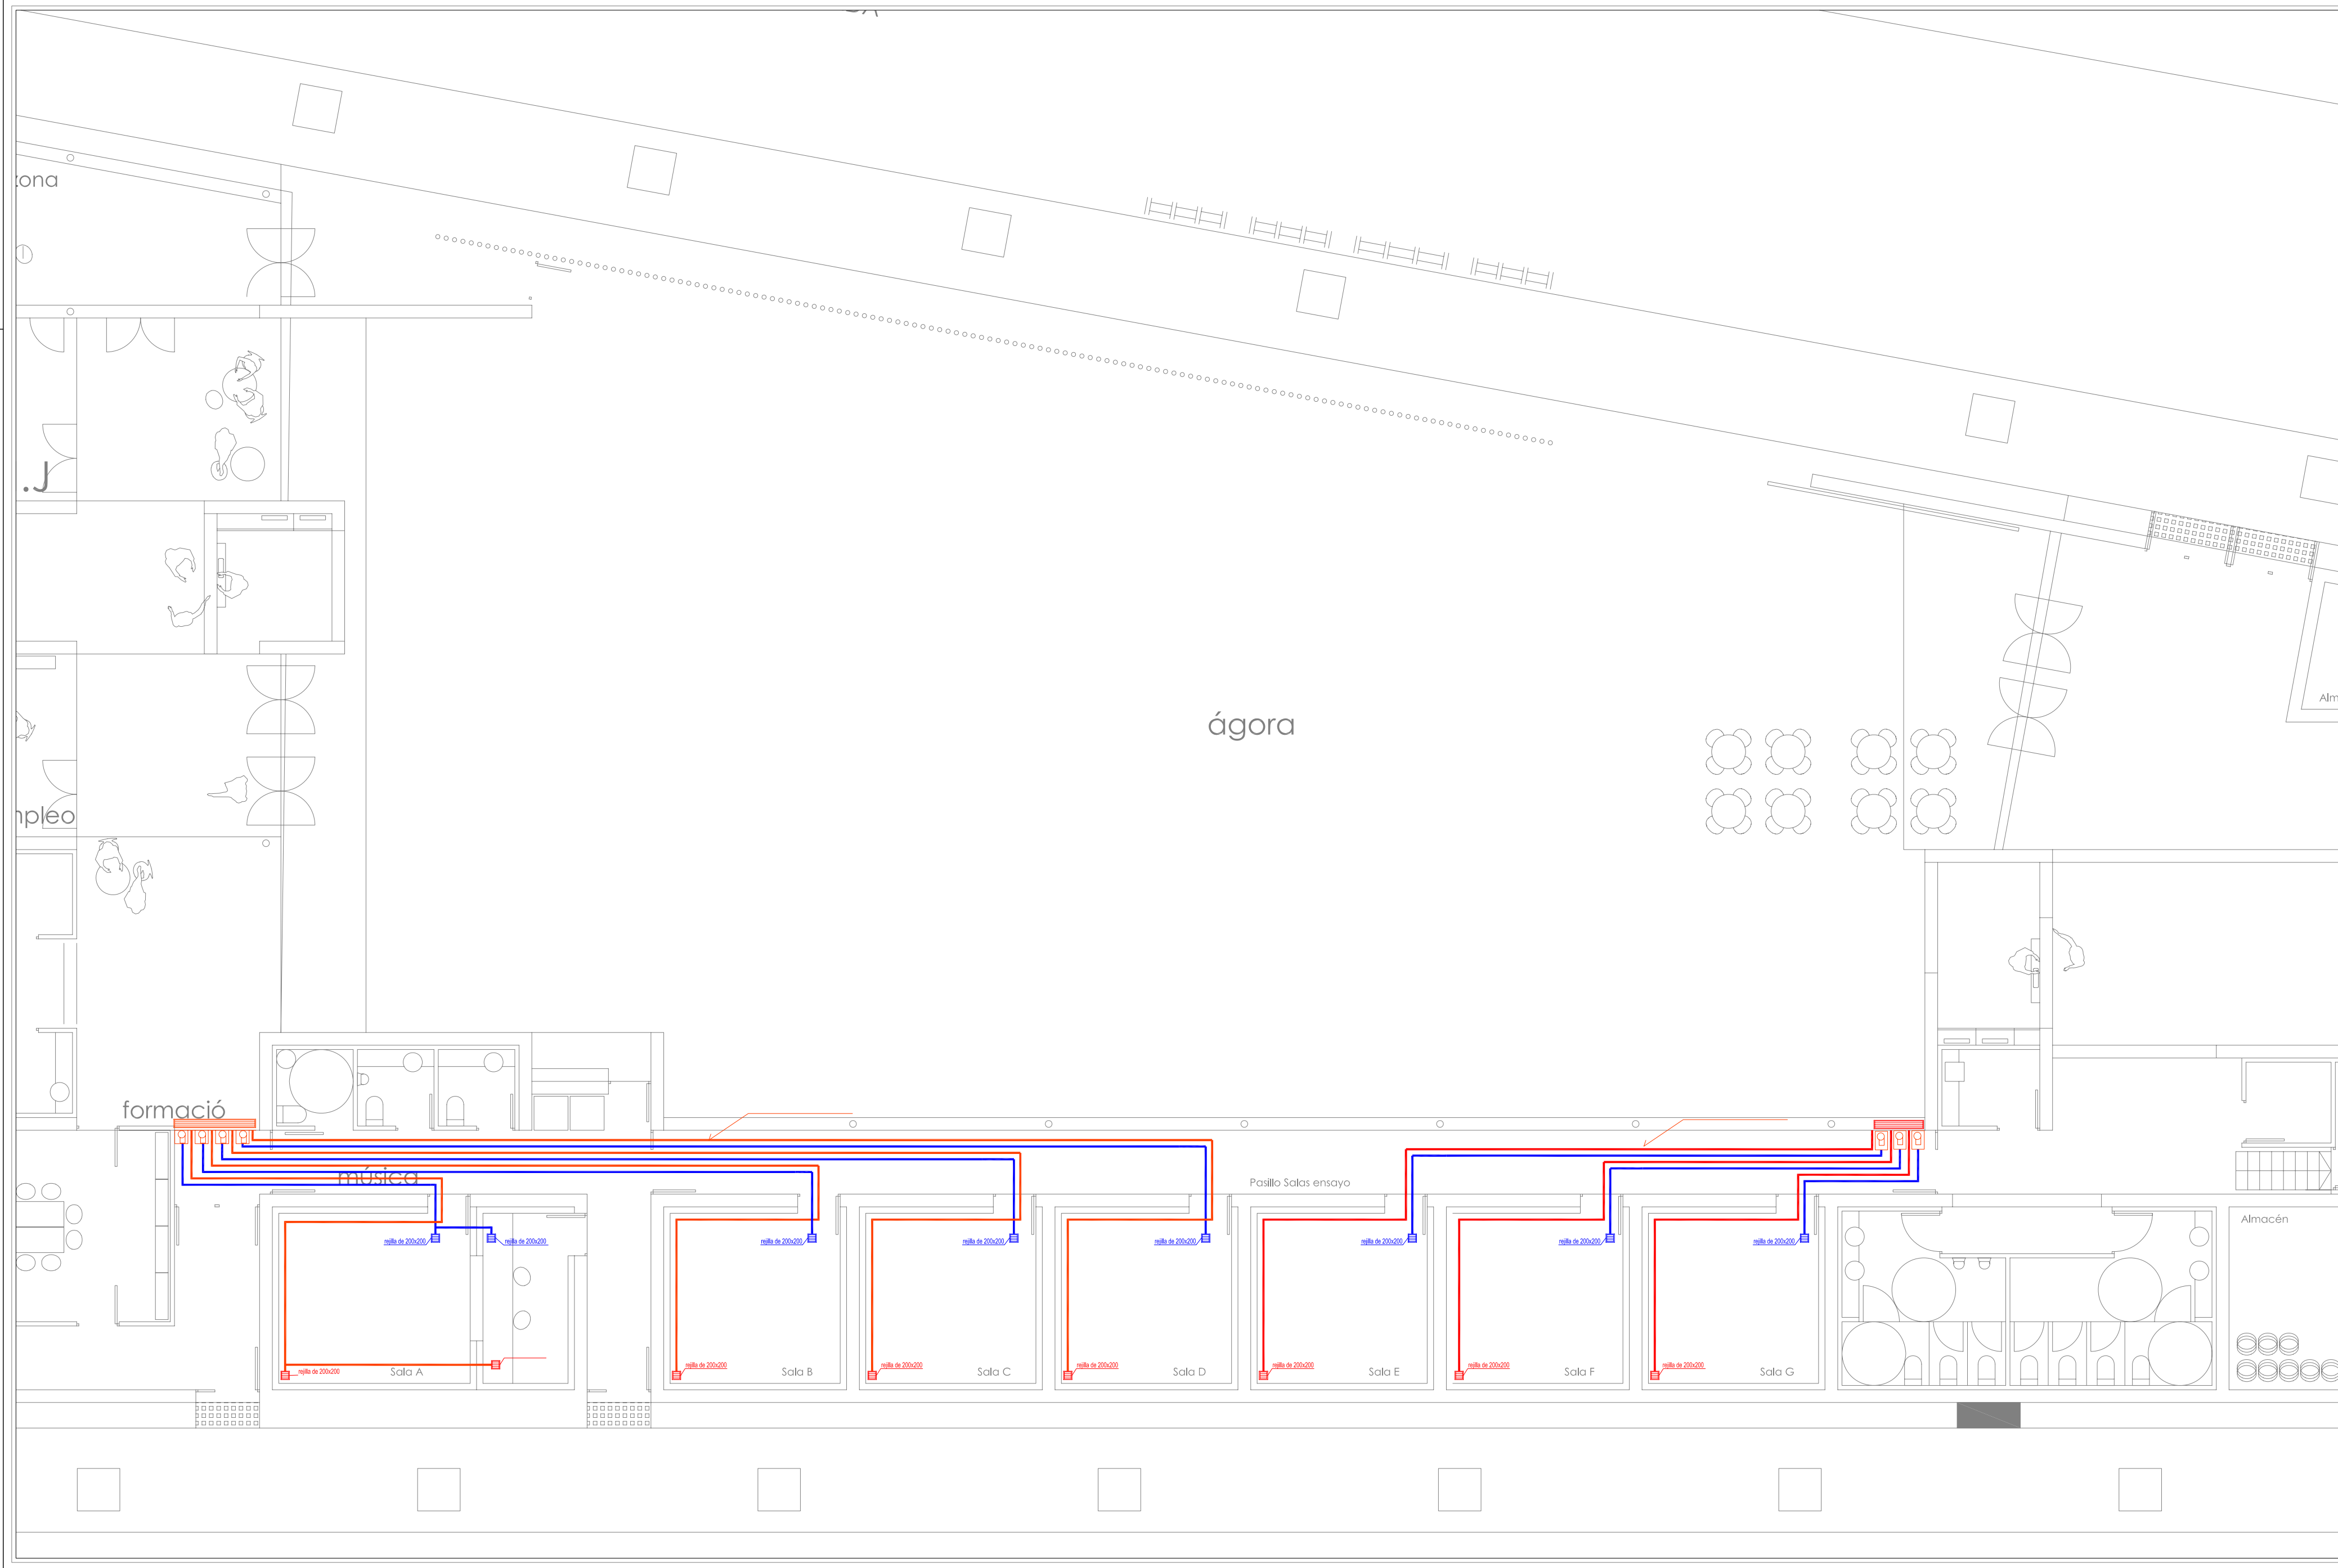 zona
.J
ágora
mpleo
formació
música
Pasillo Salas ensayo
Almacén
rejilla de 200x200
rejilla de 200x200
rejilla de 200x200
rejilla de 200x200
rejilla de 200x200
rejilla de 200x200
rejilla de 200x200
rejilla de 200x200
rejilla de 200x200
Sala A
rejilla de 200x200
Sala B
rejilla de 200x200
Sala C
rejilla de 200x200
Sala D
rejilla de 200x200
Sala E
rejilla de 200x200
Sala F
rejilla de 200x200
Sala G